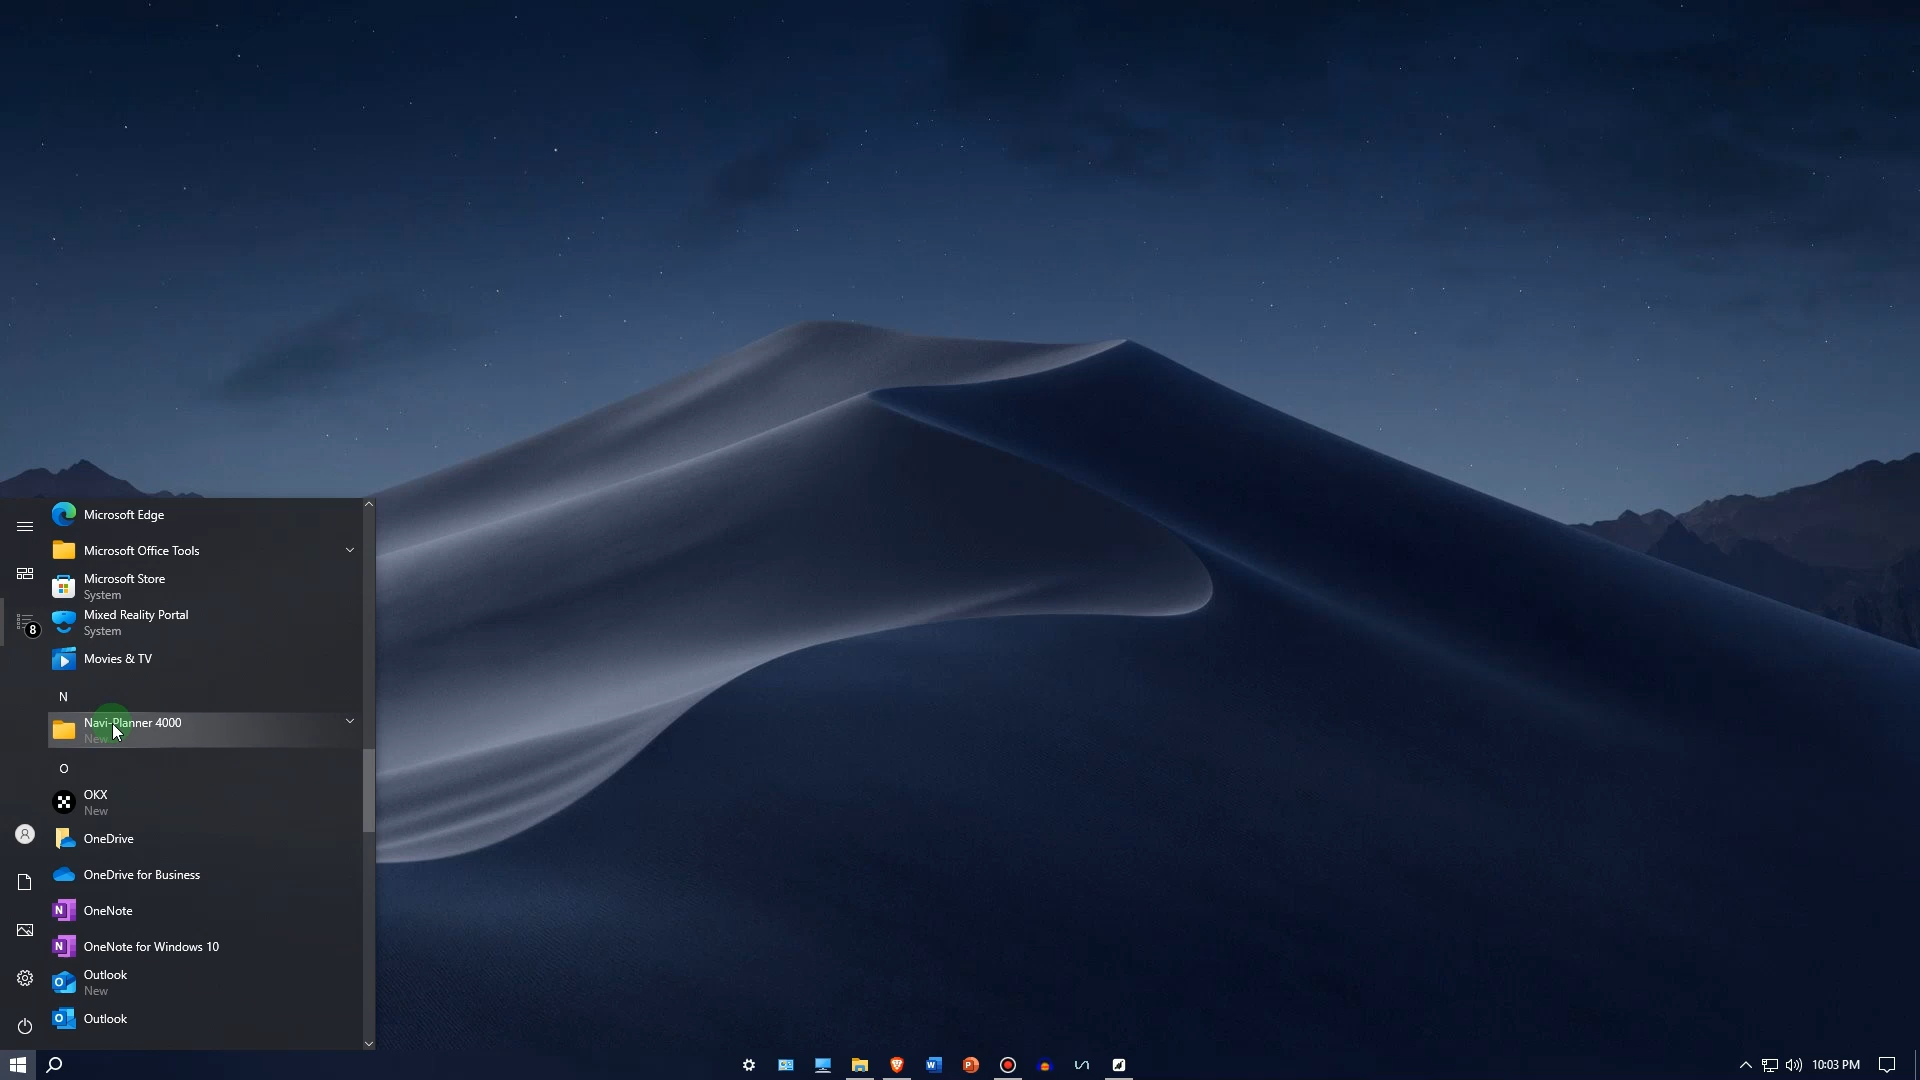 Microsoft Edge
Microsoft Office Tools
Microsoft Store
System
Mixed Reality Portal
System
Movies & TV
N
Navi-Planner 4000
New
O
OKX
New
OneDrive
OneDrive for Business
N OneNote
N OneNote for Windows 10
Outlook
New
Outlook
8
10:03 PM